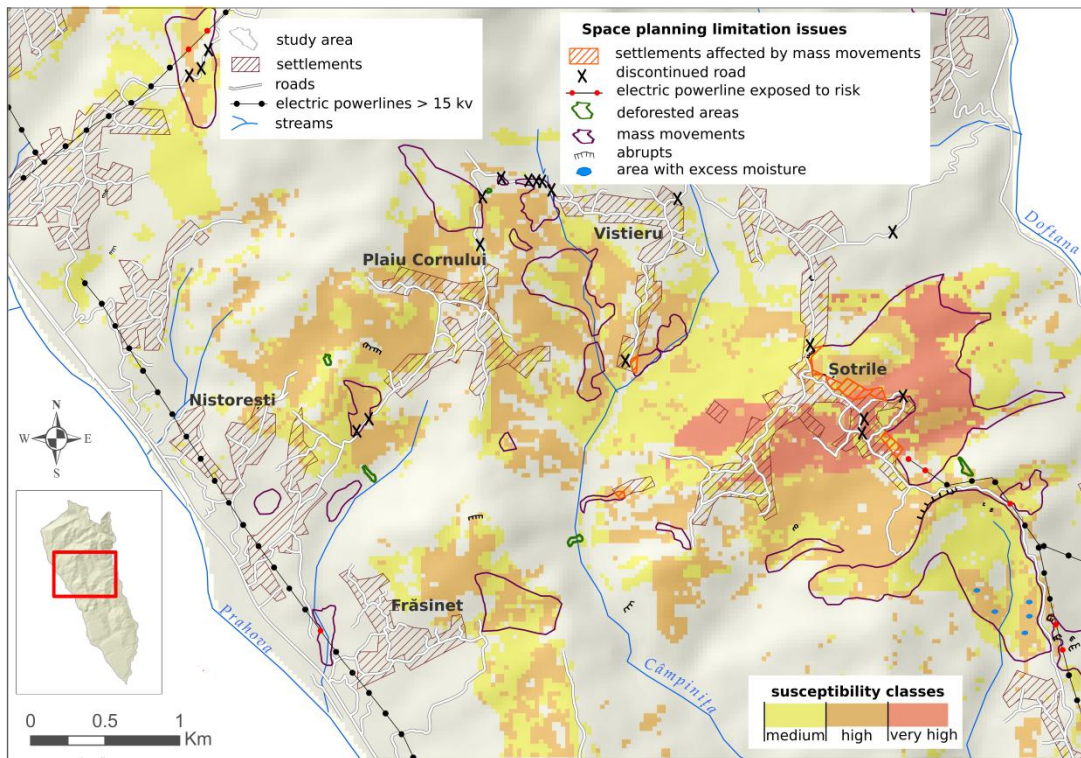 study area
settlements
roads
electric powerlines > 15 kv
streams
Space planning limitation issues
settlements affected by mass movements
X discontinued road
electric powerline exposed to risk
deforested areas
mass movements
abrupts
area with excess moisture
Doftana
Vistieru
Plaiu Cornului
Sotrile
Nistorești
N
W E
S
Frăsinet
Prahova
Câmpinița
susceptibility classes
medium high very high
0 0.5 1
Km